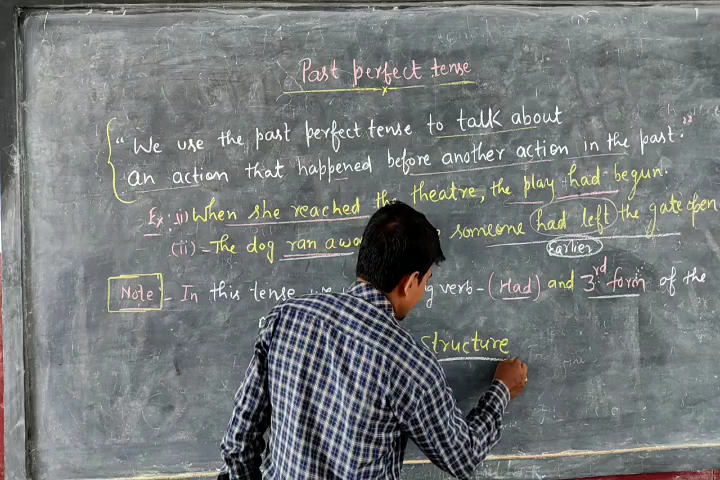 Past perfect tense
"We use the past perfect tense to talk about
an action that happened before another action in the past."
Ex:- (i) When she reached the theatre, the play had begun.
(ii) - The dog ran someone had left the gate open
Earlier
Note - In this tense verb - (Had) and 3rd form of the
Structure